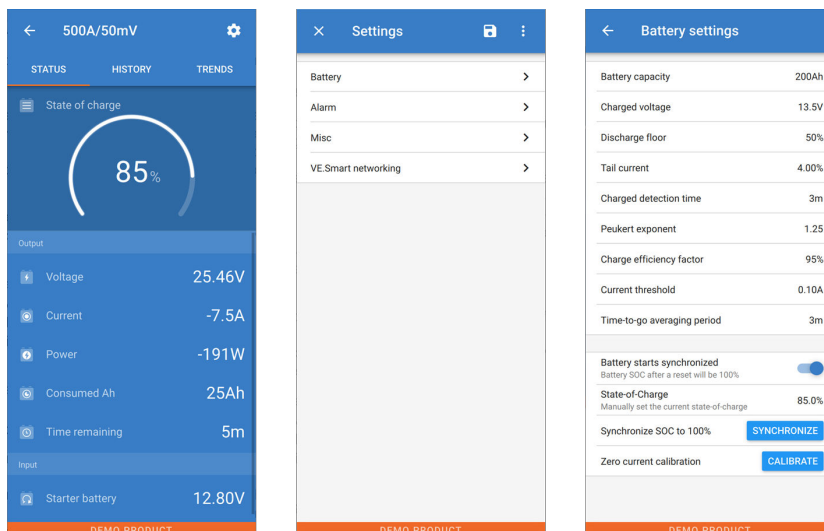 500A/50mV
STATUS HISTORY TRENDS
State of charge
85%
Output
Voltage 25.46V
Current -7.5A
Power -191W
Consumed Ah 25Ah
Time remaining 5m
Input
Starter battery 12.80V
DEMO PRODUCT
Settings
Battery
Alarm
Misc
VE.Smart networking
DEMO PRODUCT
Battery settings
Battery capacity 200Ah
Charged voltage 13.5V
Discharge floor 50%
Tail current 4.00%
Charged detection time 3m
Peukert exponent 1.25
Charge efficiency factor 95%
Current threshold 0.10A
Time-to-go averaging period 3m
Battery starts synchronized
Battery SOC after a reset will be 100%
State-of-Charge 85.0%
Manually set the current state-of-charge
Synchronize SOC to 100% SYNCHRONIZE
Zero current calibration CALIBRATE
DEMO PRODUCT